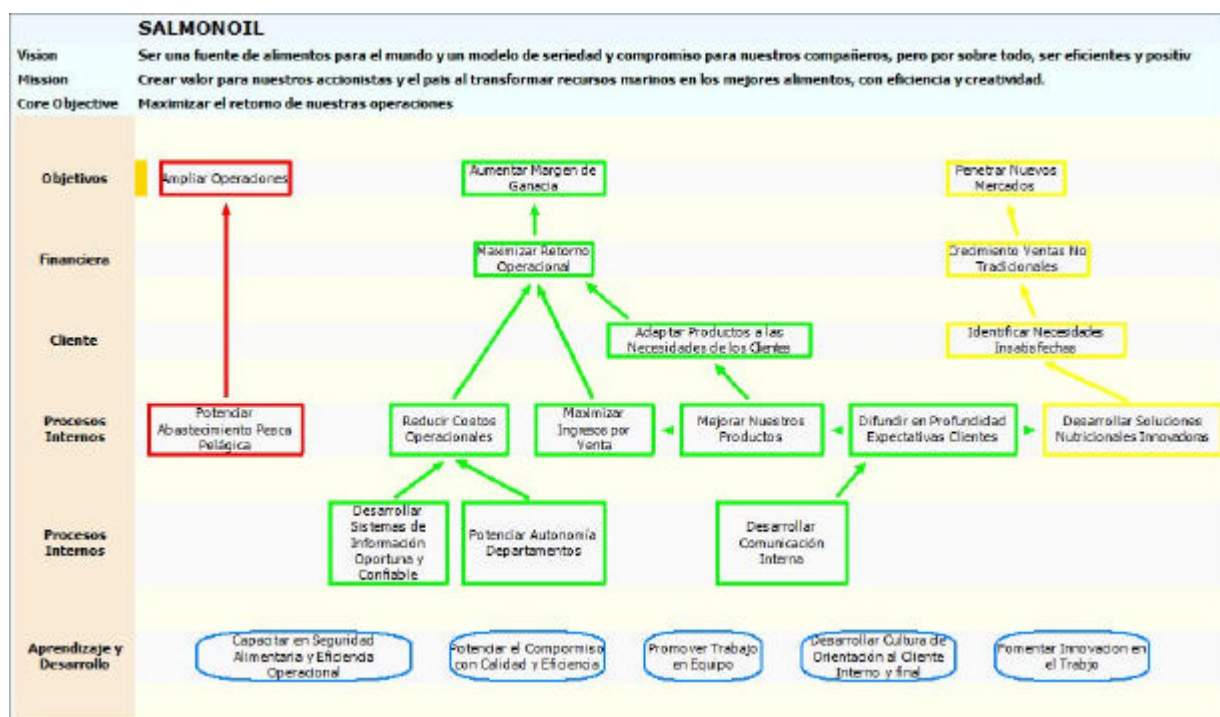 SALMONOIL
Vision
Ser una fuente de alimentos para el mundo y un modelo de seriedad y compromiso para nuestros compañeros, pero por sobre todo, ser eficientes y positiv
Mission
Crear valor para nuestros accionistas y el pais al transformar recursos marinos en los mejores alimentos, con eficiencia y creatividad.
Core Objective
Maximizar el retorno de nuestras operaciones
Objetivos
Ampliar Operaciones
Aumentar Margen de
Ganacia
Penetrar Nuevos
Mercados
Financiera
Maximizar Retorno
Operacional
Crecimiento Ventas No
Tradicionales
Cliente
Adaptar Productos a las
Necesidades de los Clientes
Identificar Necesidades
Insatisfechas
Procesos
Internos
Potenciar
Abastecimiento Pesca
Pelágica
Reducir Costos
Operacionales
Maximizar
Ingresos por
Venta
Mejorar Nuestros
Productos
Difundir en Profundidad
Expectativas Clientes
Desarrollar Soluciones
Nutricionales Innovadoras
Procesos
Internos
Desarrollar
Sistemas de
Información
Oportuna y
Confiable
Potenciar Autonomía
Departamentos
Desarrollar
Comunicación
Interna
Aprendizaje y
Desarrollo
Capacitar en Seguridad
Alimentaria y Eficiencia
Operacional
Potenciar el Compormiso
con Calidad y Eficiencia
Promover Trabajo
en Equipo
Desarrollar Cultura de
Orientación al Cliente
Interno y final
Fomentar Innovacion en
el Trabjo